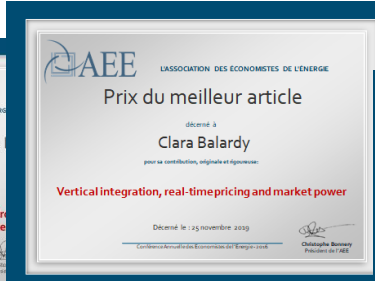 AEE
L'ASSOCIATION DES ÉCONOMISTES DE L'ÉNERGIE
Prix du meilleur article
décerné à
Clara Balardy
pour sa contribution, originale et rigoureuse:
Vertical integration, real-time pricing and market power
Décerné le : 25 novembre 2019
Conférence Annuelle des Economistes de l'Energie- 2016
Christophe Bonnery
Président de l'AEE